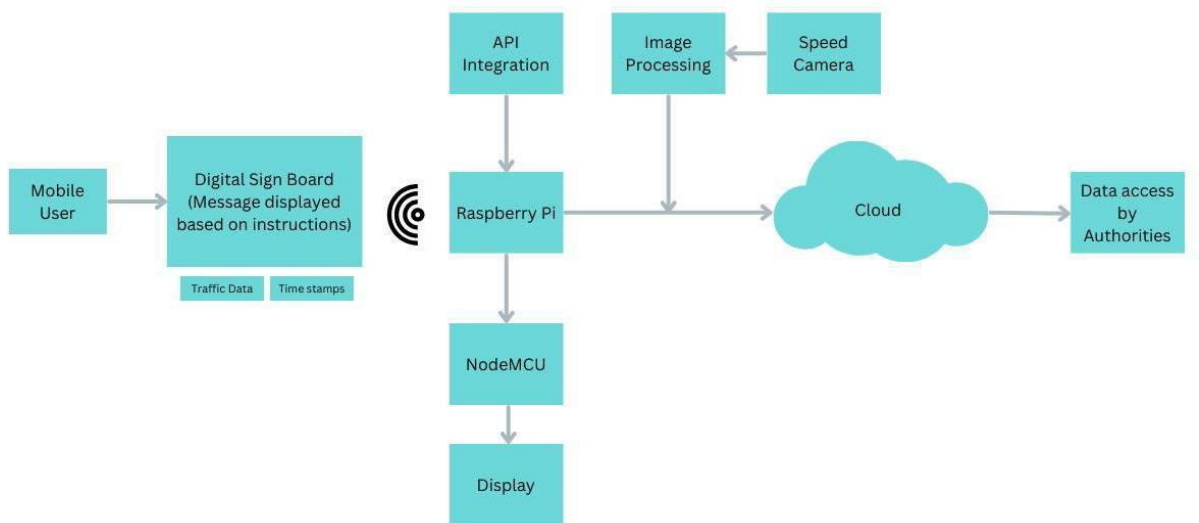 API
Integration
Image
Processing
Speed
Camera
Mobile
User
Digital Sign Board
(Message displayed
based on instructions)
Traffic Data
Time stamps
Raspberry Pi
Cloud
Data access
by
Authorities
NodeMCU
Display